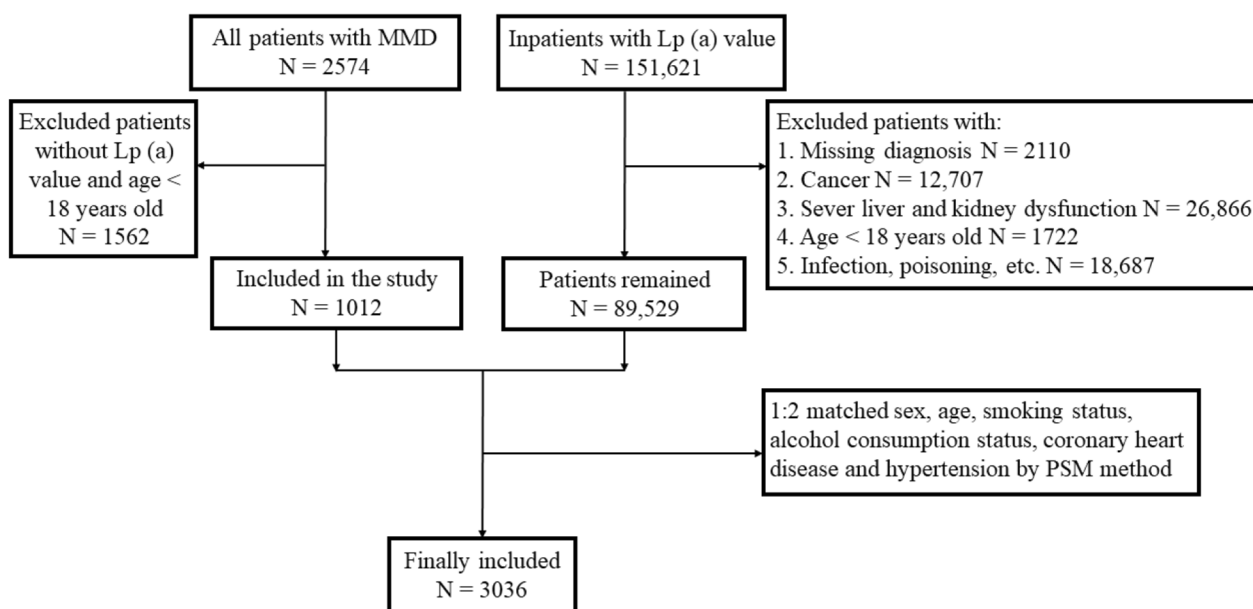 All patients with MMD
N = 2574
Inpatients with Lp (a) value
N = 151,621
Excluded patients
without Lp (a)
value and age <
18 years old
N = 1562
Excluded patients with:
1. Missing diagnosis N = 2110
2. Cancer N = 12,707
3. Sever liver and kidney dysfunction N = 26,866
4. Age < 18 years old N = 1722
5. Infection, poisoning, etc. N = 18,687
Included in the study
N = 1012
Patients remained
N = 89,529
1:2 matched sex, age, smoking status,
alcohol consumption status, coronary heart
disease and hypertension by PSM method
Finally included
N = 3036